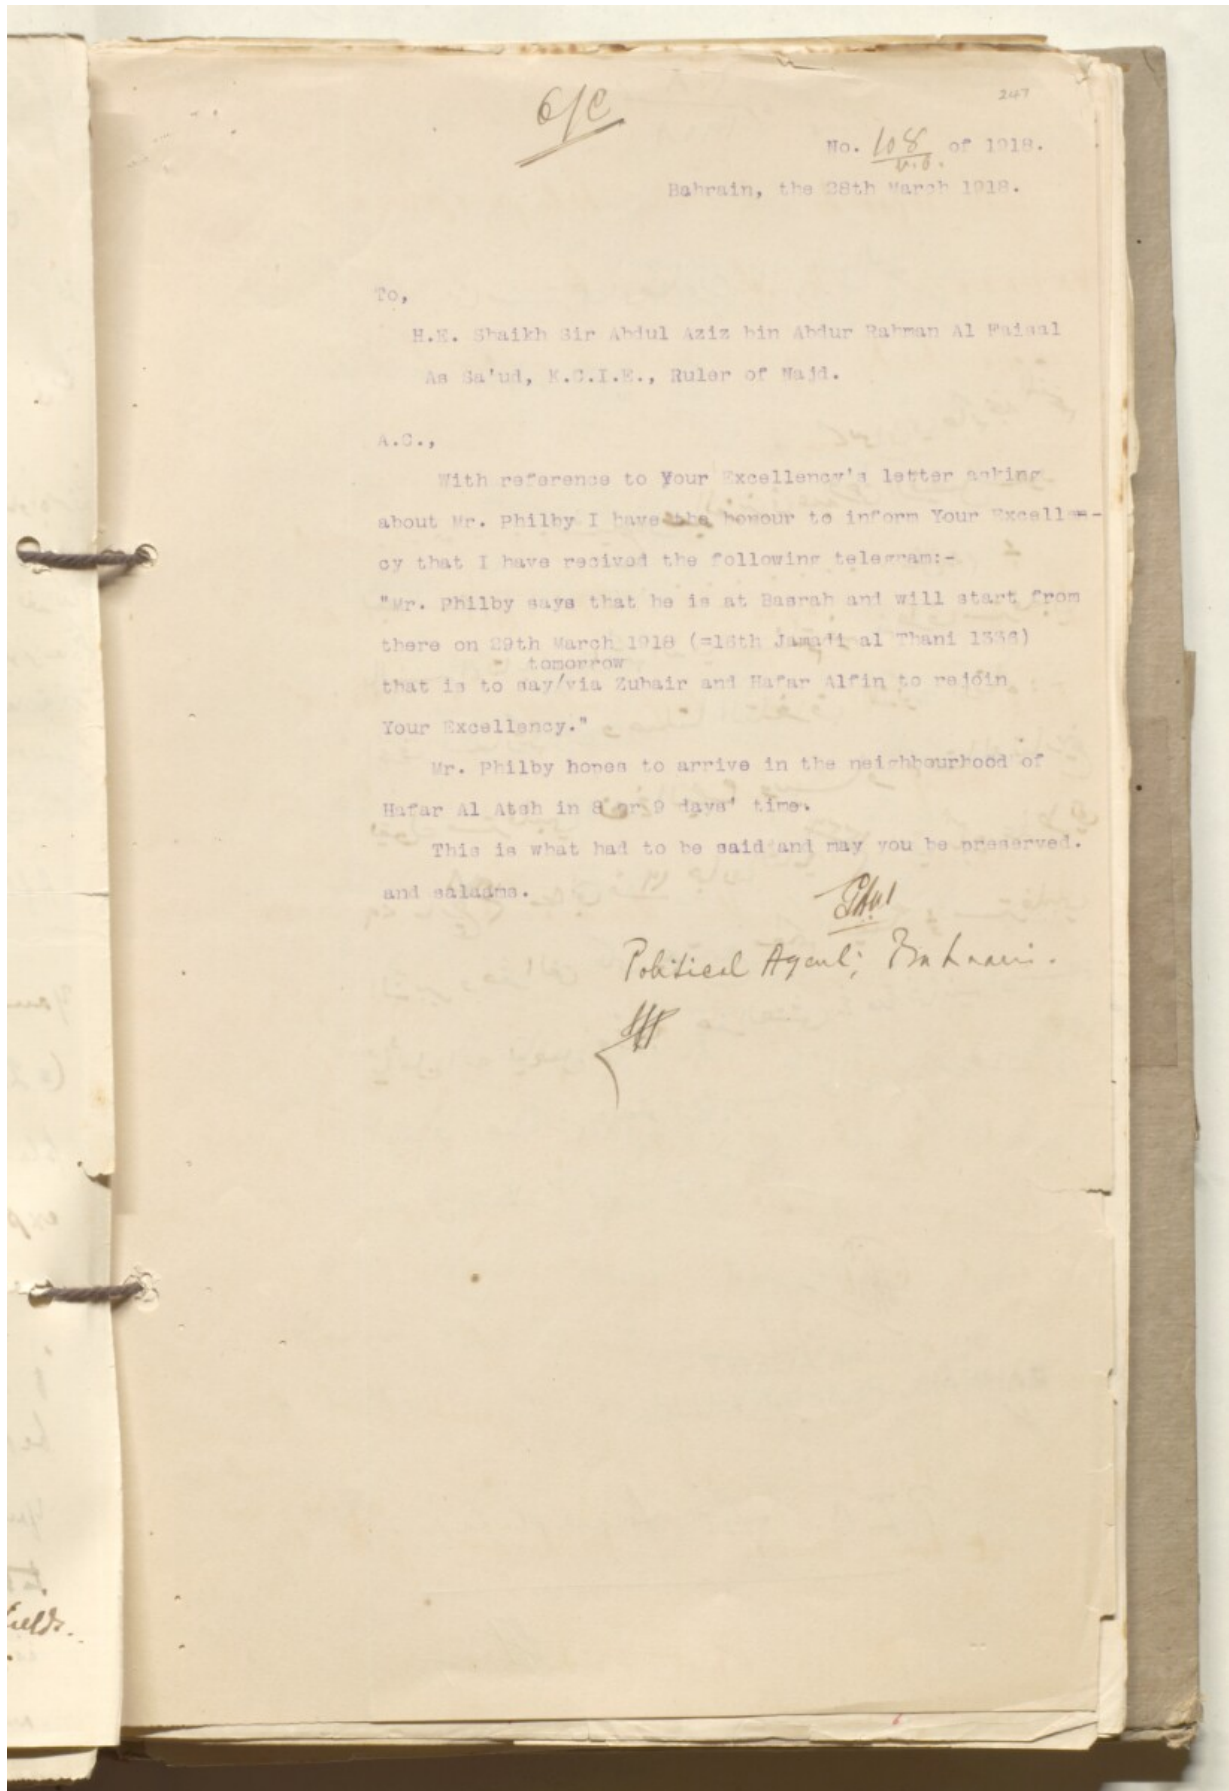 6/C
247
No. 108 of 1918.
Bahrain, the 28th March 1918.
To,
H.E. Shaikh Sir Abdul Aziz bin Abdur Rahman Al Faisal
As Sa'ud, K.C.I.E., Ruler of Najd.
A.C.,
With reference to Your Excellency's letter asking
about Mr. Philby I have the honour to inform Your Excellen-
cy that I have recived the following telegram:-
"Mr. Philby says that he is at Basrah and will start from
there on 29th March 1918 (=16th Jamadi al Thani 1336)
tomorrow
that is to say/via Zubair and Hafar Alfin to rejoin
Your Excellency."
Mr. Philby hopes to arrive in the neighbourhood of
Hafar Al Atsh in 8 or 9 days' time.
This is what had to be said and may you be preserved.
and salaams.
Political Agent, Bahrain.